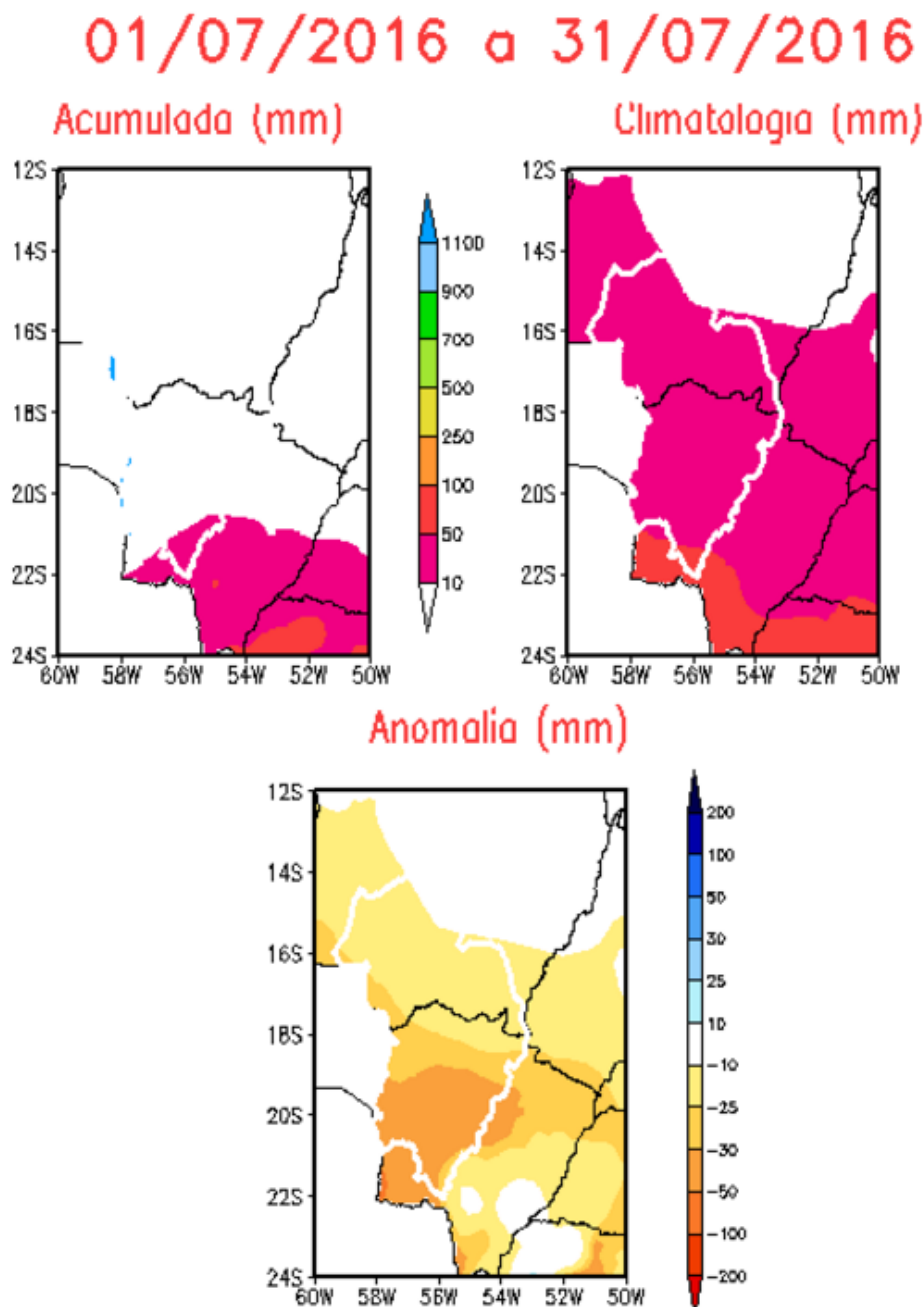 01/07/2016 a 31/07/2016
Acumulada (mm)
Climatologia (mm)
12S
14S
16S
18S
20S
22S
24S
60W 58W 56W 54W 52W 50W
1100
900
700
500
250
100
50
10
12S
14S
16S
18S
20S
22S
24S
60W 58W 56W 54W 52W 50W
Anomalia (mm)
12S
14S
16S
18S
20S
22S
24S
60W 58W 56W 54W 52W 50W
200
100
50
30
25
10
-10
-25
-30
-50
-100
-200